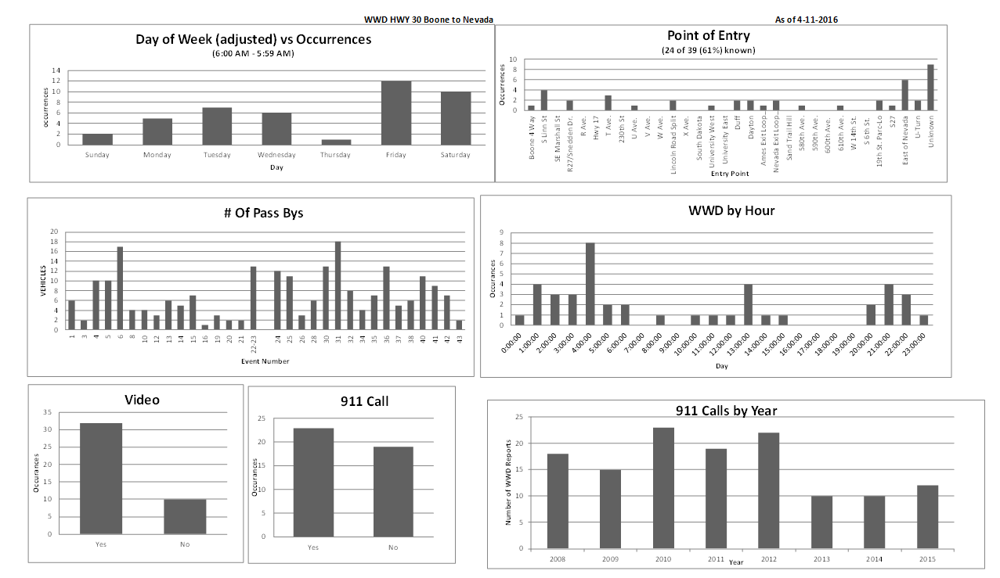 WWD HWY 30 Boone to Nevada
As of 4-11-2016
Day of Week (adjusted) vs Occurrences
(6:00 AM - 5:59 AM)
occurrences
14
12
10
8
6
4
2
0
Sunday Monday Tuesday Wednesday Thursday Friday Saturday
Day
Point of Entry
(24 of 39 (61%) known)
Occurrences
10
8
6
4
2
0
Boone 4 Way
S Linn St
SE Marshall St
R27/Snedden Dr.
R Ave.
Hwy 17
T Ave.
230th St
U Ave.
V Ave.
W Ave.
Lincoln Road Split
X Ave.
South Dakota
University West
University East
Duff
Dayton
Ames Exit Loop...
Nevada Exit Loop...
Sand Trail Hill
580th Ave.
590th Ave.
600th Ave.
610th Ave.
W 14th St.
S 6th St.
19th St. Parc-Lo
S27
East of Nevada
U-Turn
Unknown
Entry Point
# Of Pass Bys
VEHICLES
20
18
16
14
12
10
8
6
4
2
0
1 3 4 5 6 8 10 12 13 14 15 16 19 20 21 22-23 24 25 26 28 30 31 32 34 35 36 37 38 40 41 42 43
Event Number
WWD by Hour
Occurances
9
8
7
6
5
4
3
2
1
0
0:00:00 1:00:00 2:00:00 3:00:00 4:00:00 5:00:00 6:00:00 7:00:00 8:00:00 9:00:00 10:00:00 11:00:00 12:00:00 13:00:00 14:00:00 15:00:00 16:00:00 17:00:00 18:00:00 19:00:00 20:00:00 21:00:00 22:00:00 23:00:00
Day
Video
Occurances
35
30
25
20
15
10
5
0
Yes No
911 Call
Occurances
25
20
15
10
5
0
Yes No
911 Calls by Year
Number of WWD Reports
25
20
15
10
5
0
2008 2009 2010 2011 2012 2013 2014 2015
Year